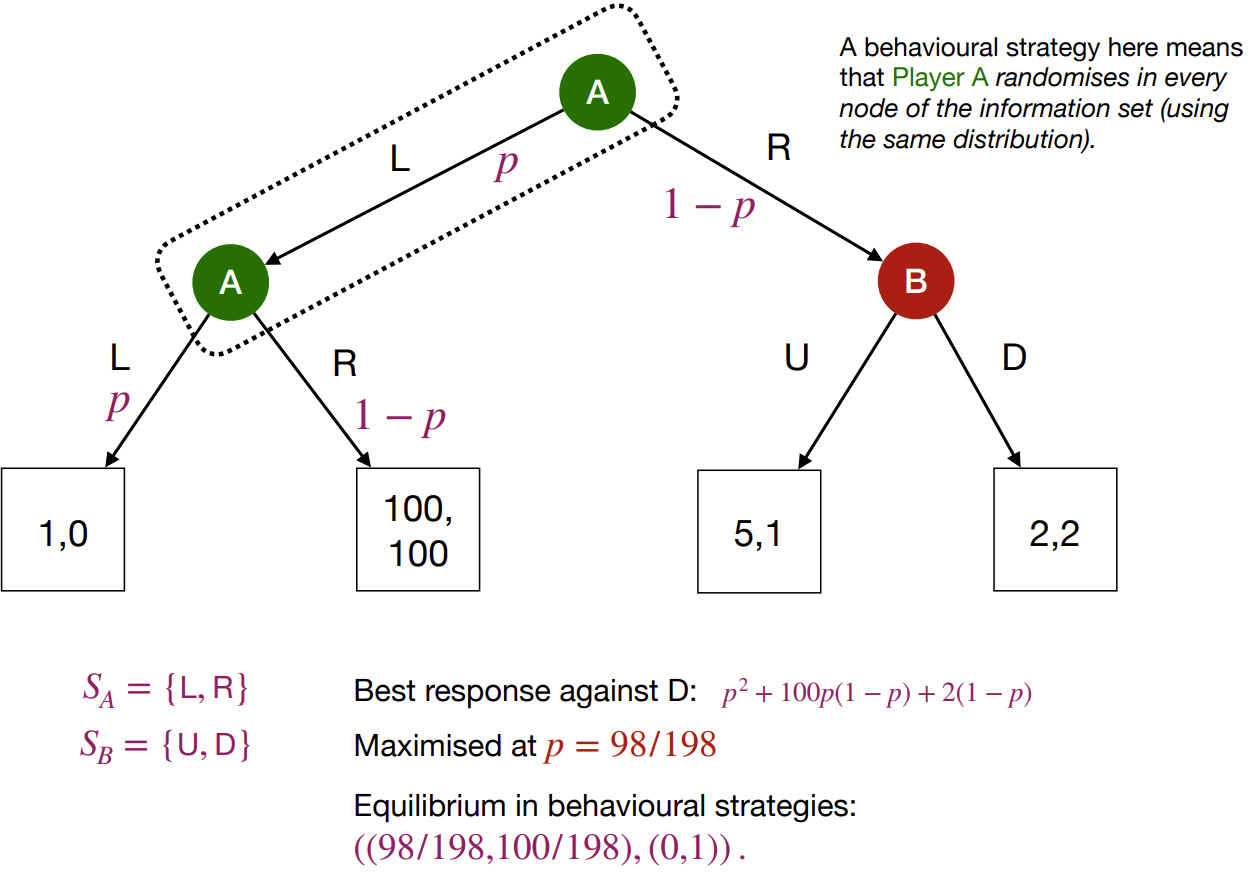 A behavioural strategy here means
that Player A randomises in every
node of the information set (using
the same distribution).
A
L
p
R
1 − p
A
B
L
p
R
1 − p
U
D
1,0
100,
100
5,1
2,2
S_A = {L, R}
Best response against D: p² + 100p(1 − p) + 2(1 − p)
S_B = {U, D}
Maximised at p = 98/198
Equilibrium in behavioural strategies:
((98/198,100/198), (0,1)) .